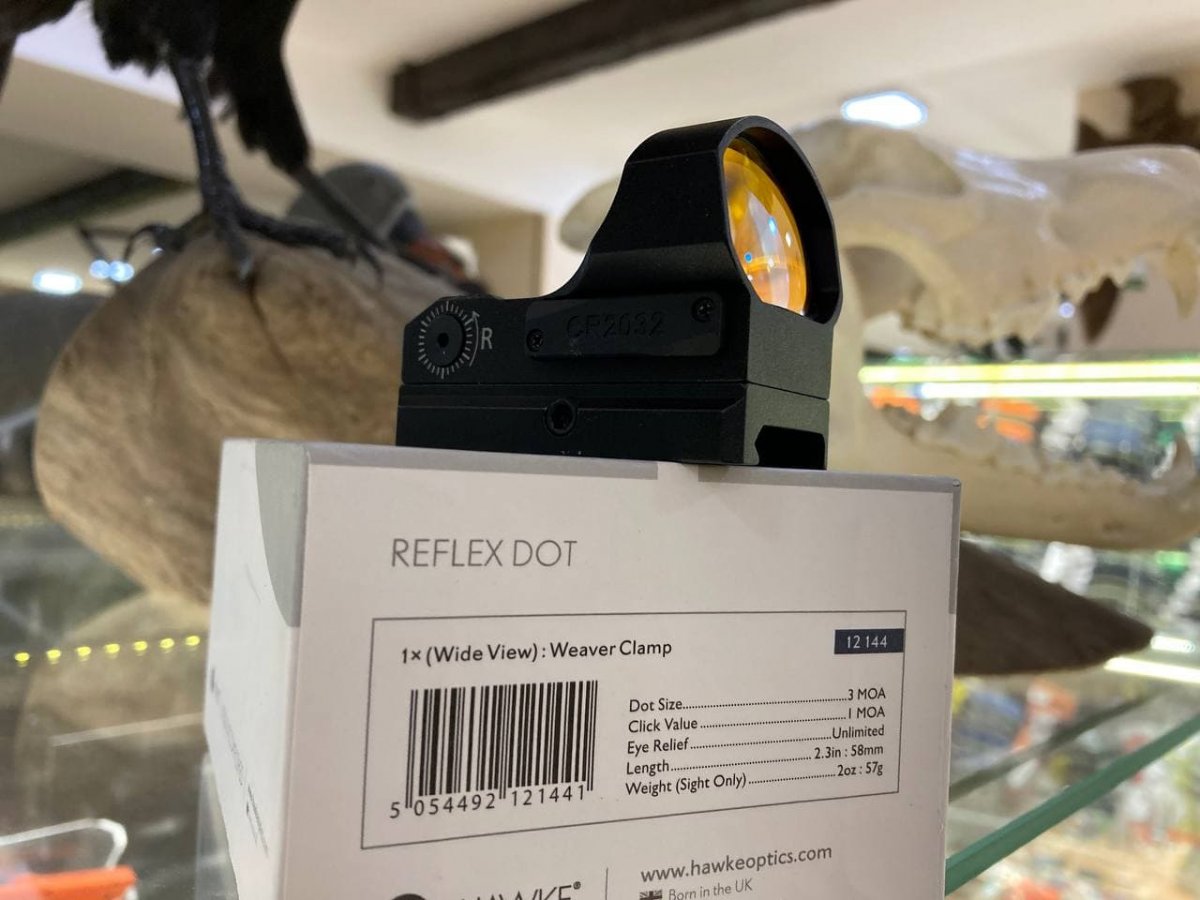 R
CR2032
REFLEX DOT
1× (Wide View) : Weaver Clamp
12 144
Dot Size 3 MOA
Click Value 1 MOA
Eye Relief Unlimited
Length 2.3in : 58mm
Weight (Sight Only) 2oz : 57g
5 054492 121441
www.hawkeoptics.com
HAWKE®
Born in the UK